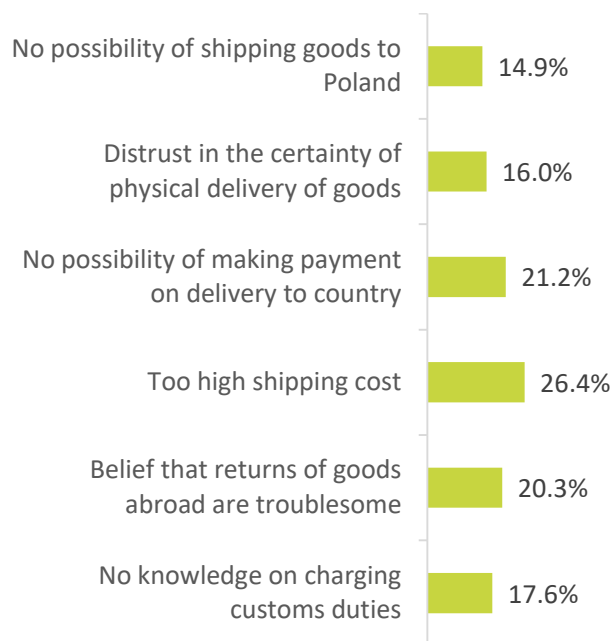 No possibility of shipping goods to
Poland
14.9%
Distrust in the certainty of
physical delivery of goods
16.0%
No possibility of making payment
on delivery to country
21.2%
Too high shipping cost
26.4%
Belief that returns of goods
abroad are troublesome
20.3%
No knowledge on charging
customs duties
17.6%